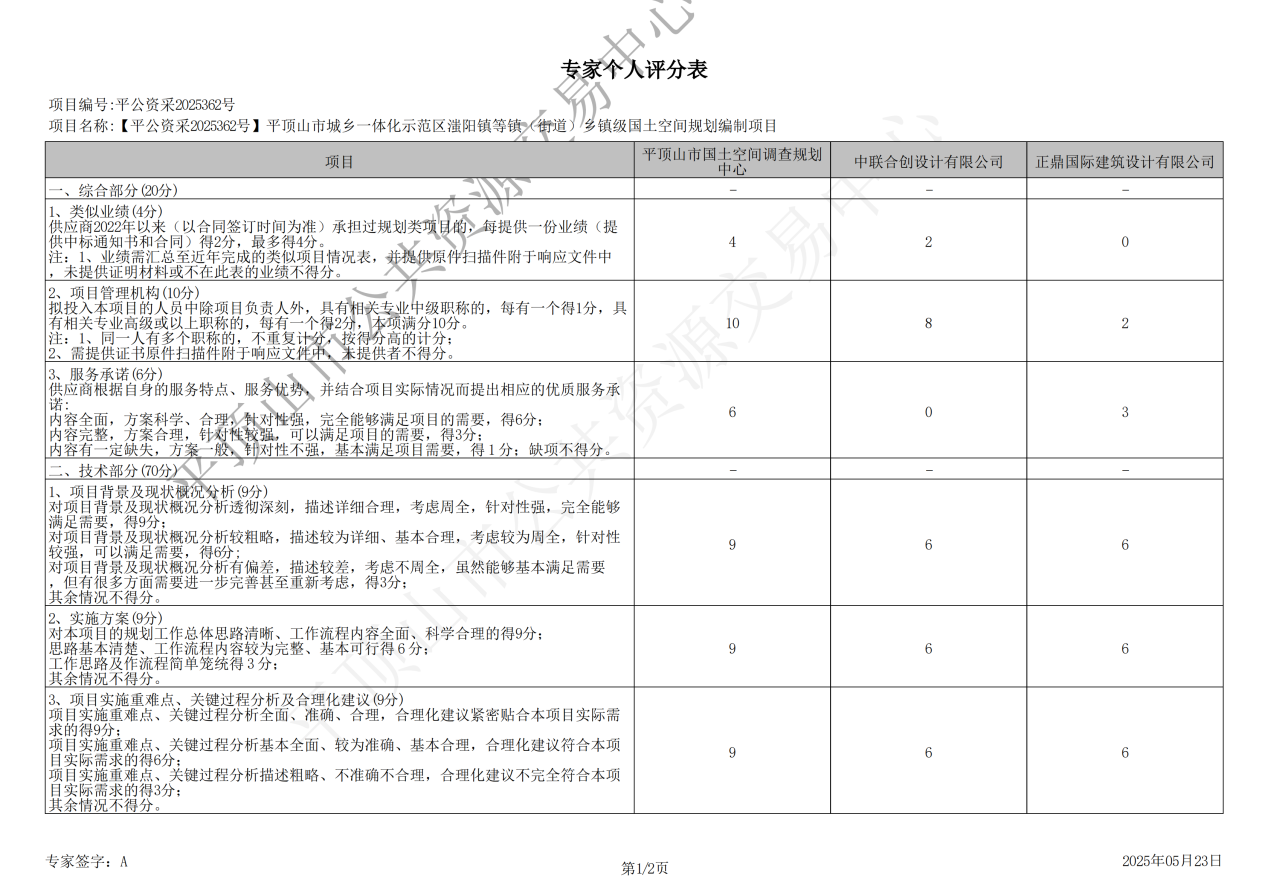 专家个人评分表
项目编号:平公资采2025362号
项目名称:【平公资采2025362号】平顶山市城乡一体化示范区滍阳镇等镇（街道）乡镇级国土空间规划编制项目
项目
平顶山市国土空间调查规划
中心
中联合创设计有限公司
正鼎国际建筑设计有限公司
一、综合部分(20分)
–
–
–
1、类似业绩(4分)
供应商2022年以来（以合同签订时间为准）承担过规划类项目的，每提供一份业绩（提
供中标通知书和合同）得2分，最多得4分。
注：1、业绩需汇总至近年完成的类似项目情况表，并提供原件扫描件附于响应文件中
，未提供证明材料或不在此表的业绩不得分。
4
2
0
2、项目管理机构(10分)
拟投入本项目的人员中除项目负责人外，具有相关专业中级职称的，每有一个得1分，具
有相关专业高级或以上职称的，每有一个得2分，本项满分10分。
注：1、同一人有多个职称的，不重复计分，按得分高的计分；
2、需提供证书原件扫描件附于响应文件中，未提供者不得分。
10
8
2
3、服务承诺(6分)
供应商根据自身的服务特点、服务优势，并结合项目实际情况而提出相应的优质服务承
诺:
内容全面，方案科学、合理，针对性强，完全能够满足项目的需要，得6分；
内容完整，方案合理，针对性较强，可以满足项目的需要，得3分；
内容有一定缺失，方案一般，针对性不强，基本满足项目需要，得１分；缺项不得分。
6
0
3
二、技术部分(70分)
–
–
–
1、项目背景及现状概况分析(9分)
对项目背景及现状概况分析透彻深刻，描述详细合理，考虑周全，针对性强，完全能够
满足需要，得9分；
对项目背景及现状概况分析较粗略，描述较为详细、基本合理，考虑较为周全，针对性
较强，可以满足需要，得6分；
对项目背景及现状概况分析有偏差，描述较差，考虑不周全，虽然能够基本满足需要
，但有很多方面需要进一步完善甚至重新考虑，得3分；
其余情况不得分。
9
6
6
2、实施方案(9分)
对本项目的规划工作总体思路清晰、工作流程内容全面、科学合理的得9分；
思路基本清楚、工作流程内容较为完整、基本可行得６分；
工作思路及作流程简单笼统得３分；
其余情况不得分。
9
6
6
3、项目实施重难点、关键过程分析及合理化建议(9分)
项目实施重难点、关键过程分析全面、准确、合理，合理化建议紧密贴合本项目实际需
求的得9分；
项目实施重难点、关键过程分析基本全面、较为准确、基本合理，合理化建议符合本项
目实际需求的得6分；
项目实施重难点、关键过程分析描述粗略、不准确不合理，合理化建议不完全符合本项
目实际需求的得3分；
其余情况不得分。
9
6
6
平顶山市公共资源交易中心
平顶山市公共资源交易中心
专家签字: A
第1/2页
2025年05月23日